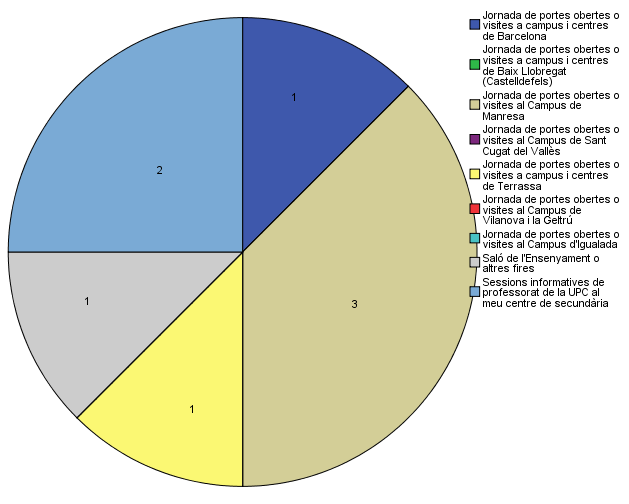 Jornada de portes obertes o
visites a campus i centres
de Barcelona
Jornada de portes obertes o
visites a campus i centres
de Baix Llobregat
(Castelldefels)
Jornada de portes obertes o
visites al Campus de
Manresa
Jornada de portes obertes o
visites al Campus de Sant
Cugat del Vallès
Jornada de portes obertes o
visites a campus i centres
de Terrassa
Jornada de portes obertes o
visites al Campus de
Vilanova i la Geltrú
Jornada de portes obertes o
visites al Campus d'Igualada
Saló de l'Ensenyament o
altres fires
Sessions informatives de
professorat de la UPC al
meu centre de secundària
1
2
3
1
1